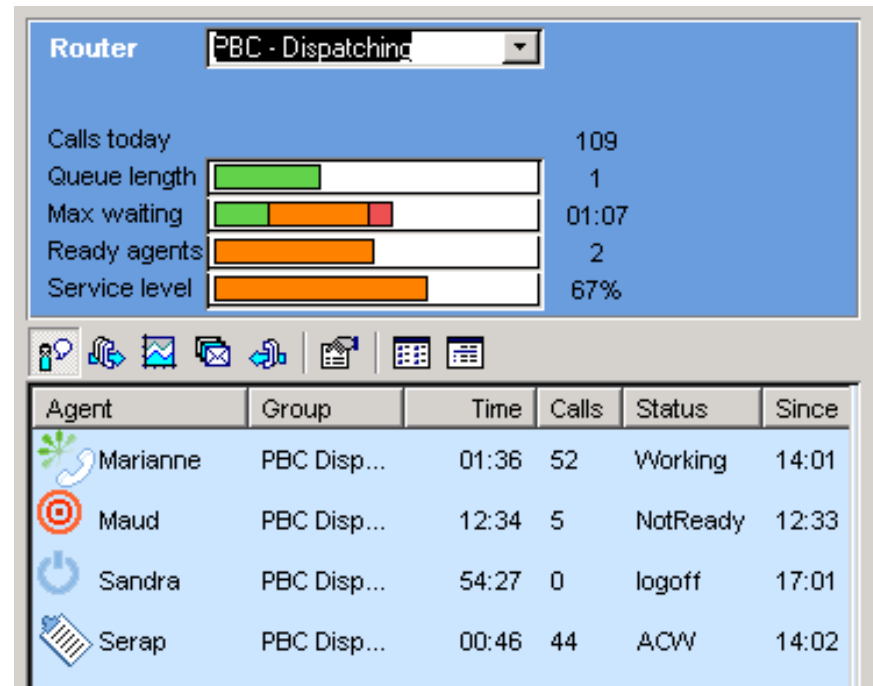 Router PBC - Dispatching
Calls today 109
Queue length 1
Max waiting 01:07
Ready agents 2
Service level 67%
Agent Group Time Calls Status Since
Marianne PBC Disp... 01:36 52 Working 14:01
Maud PBC Disp... 12:34 5 NotReady 12:33
Sandra PBC Disp... 54:27 0 logoff 17:01
Serap PBC Disp... 00:46 44 ACW 14:02